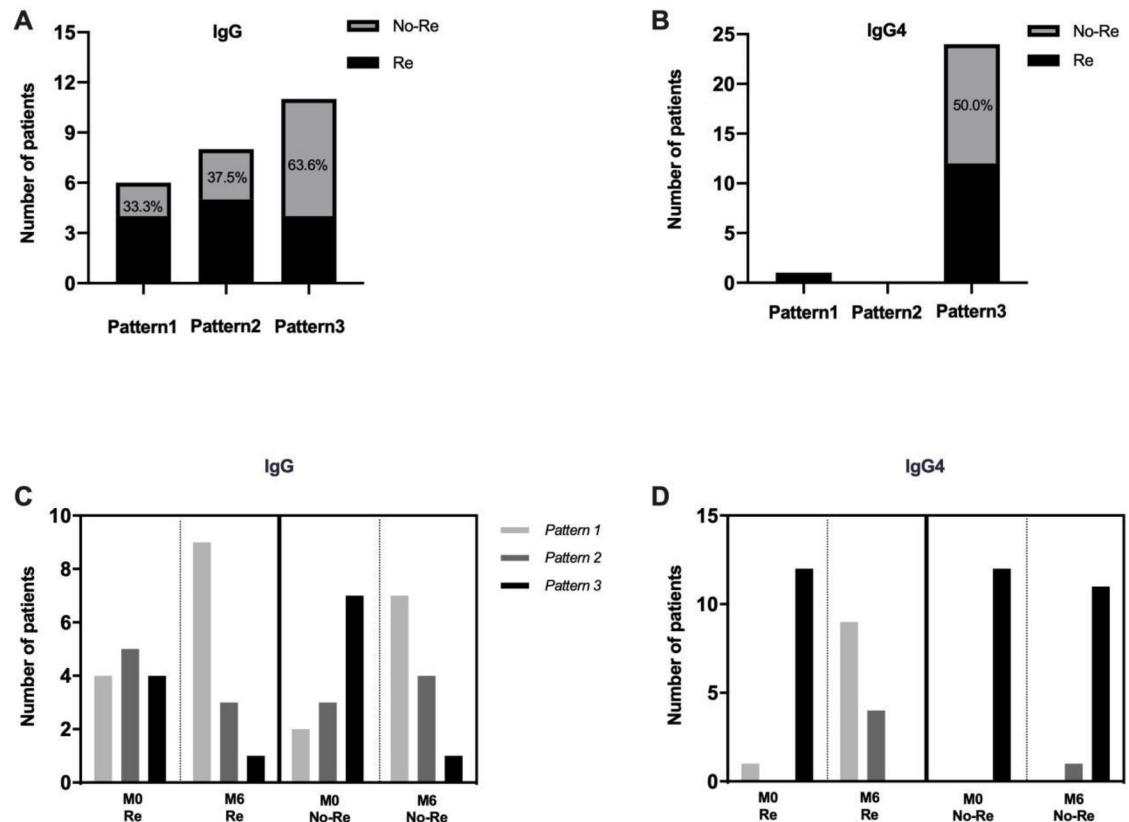 A
IgG
No-Re
Re
Number of patients
15
12
9
6
3
0
33.3%
37.5%
63.6%
Pattern1 Pattern2 Pattern3
B
IgG4
No-Re
Re
Number of patients
25
20
15
10
5
0
50.0%
Pattern1 Pattern2 Pattern3
C
IgG
Pattern 1
Pattern 2
Pattern 3
Number of patients
10
8
6
4
2
0
M0 M6 M0 M6
Re Re No-Re No-Re
D
IgG4
Number of patients
15
10
5
0
M0 M6 M0 M6
Re Re No-Re No-Re